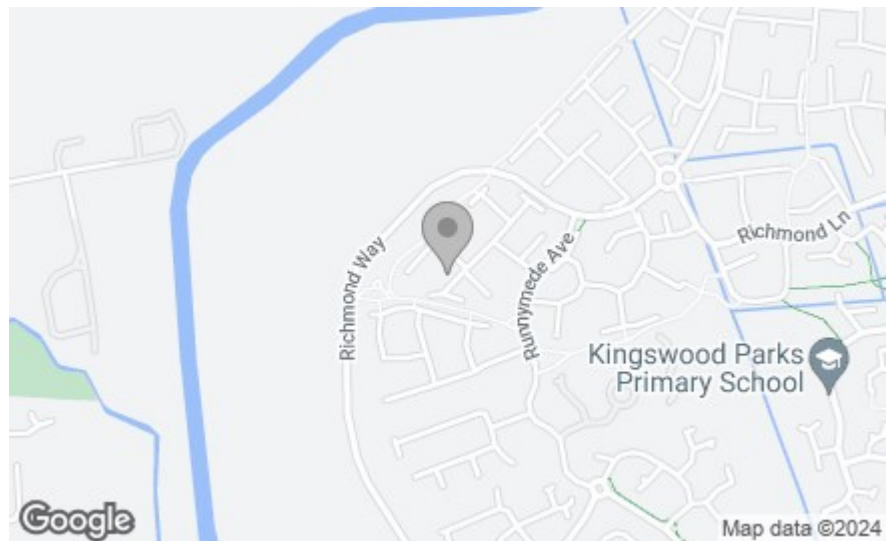 Richmond Way
Runnymede Ave
Richmond Ln
Kingswood Parks
Primary School
Google
Map data ©2024